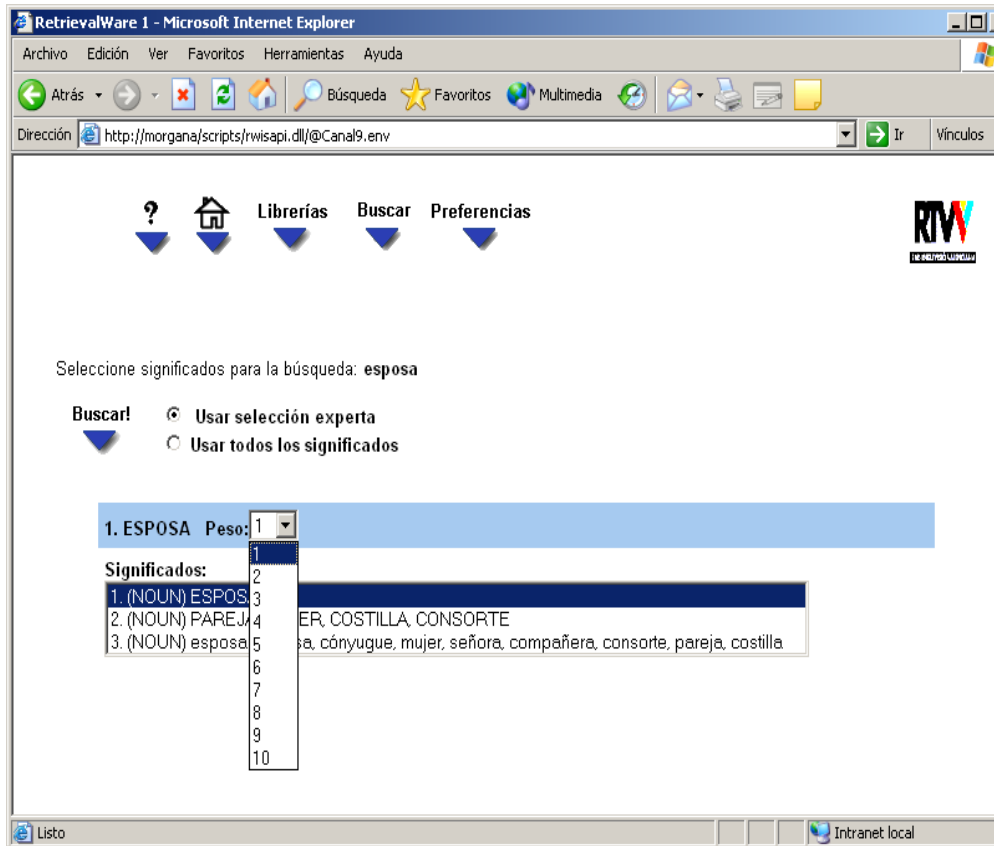 RetrievalWare 1 - Microsoft Internet Explorer
Archivo Edición Ver Favoritos Herramientas Ayuda
Atrás Búsqueda Favoritos Multimedia
Dirección http://morgana/scripts/rwisapi.dll/@Canal9.env Ir Vínculos
? Librerías Buscar Preferencias
RTVV
Seleccione significados para la búsqueda: esposa
Buscar! Usar selección experta
Usar todos los significados
1. ESPOSA Peso: 1
1
2
3
4
5
6
7
8
9
10
Significados:
1. (NOUN) ESPOS
2. (NOUN) PAREJA ER, COSTILLA, CONSORTE
3. (NOUN) esposa sa, cónyugue, mujer, señora, compañera, consorte, pareja, costilla
Listo Intranet local